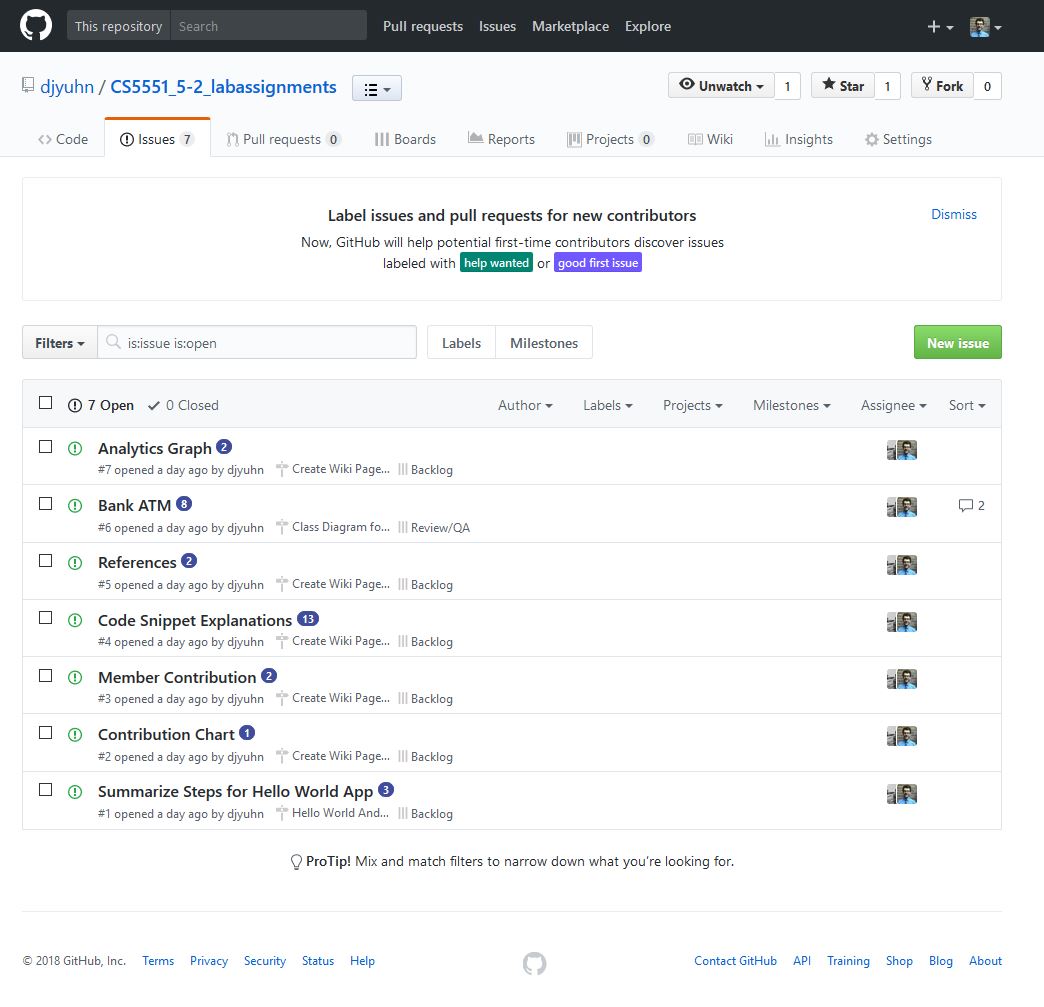 This repository Search Pull requests Issues Marketplace Explore
djyuhn / CS5551_5-2_labassignments Unwatch 1 Star 1 Fork 0
Code Issues 7 Pull requests 0 Boards Reports Projects 0 Wiki Insights Settings
Label issues and pull requests for new contributors
Dismiss
Now, GitHub will help potential first-time contributors discover issues
labeled with help wanted or good first issue
Filters is:issue is:open Labels Milestones New issue
7 Open 0 Closed Author Labels Projects Milestones Assignee Sort
Analytics Graph 2
#7 opened a day ago by djyuhn Create Wiki Page... Backlog
Bank ATM 8 2
#6 opened a day ago by djyuhn Class Diagram fo... Review/QA
References 2
#5 opened a day ago by djyuhn Create Wiki Page... Backlog
Code Snippet Explanations 13
#4 opened a day ago by djyuhn Create Wiki Page... Backlog
Member Contribution 2
#3 opened a day ago by djyuhn Create Wiki Page... Backlog
Contribution Chart 1
#2 opened a day ago by djyuhn Create Wiki Page... Backlog
Summarize Steps for Hello World App 3
#1 opened a day ago by djyuhn Hello World And... Backlog
ProTip! Mix and match filters to narrow down what you're looking for.
© 2018 GitHub, Inc. Terms Privacy Security Status Help Contact GitHub API Training Shop Blog About